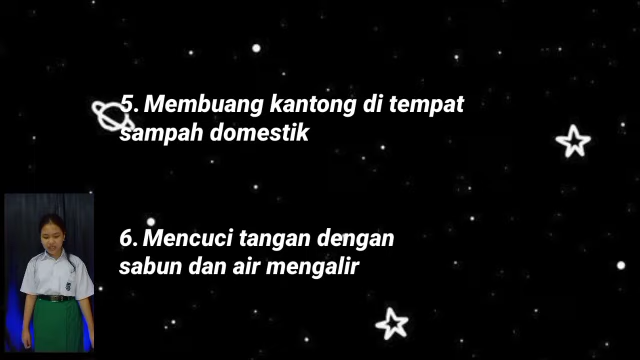 5. Membuang kantong di tempat
sampah domestik
6. Mencuci tangan dengan
sabun dan air mengalir